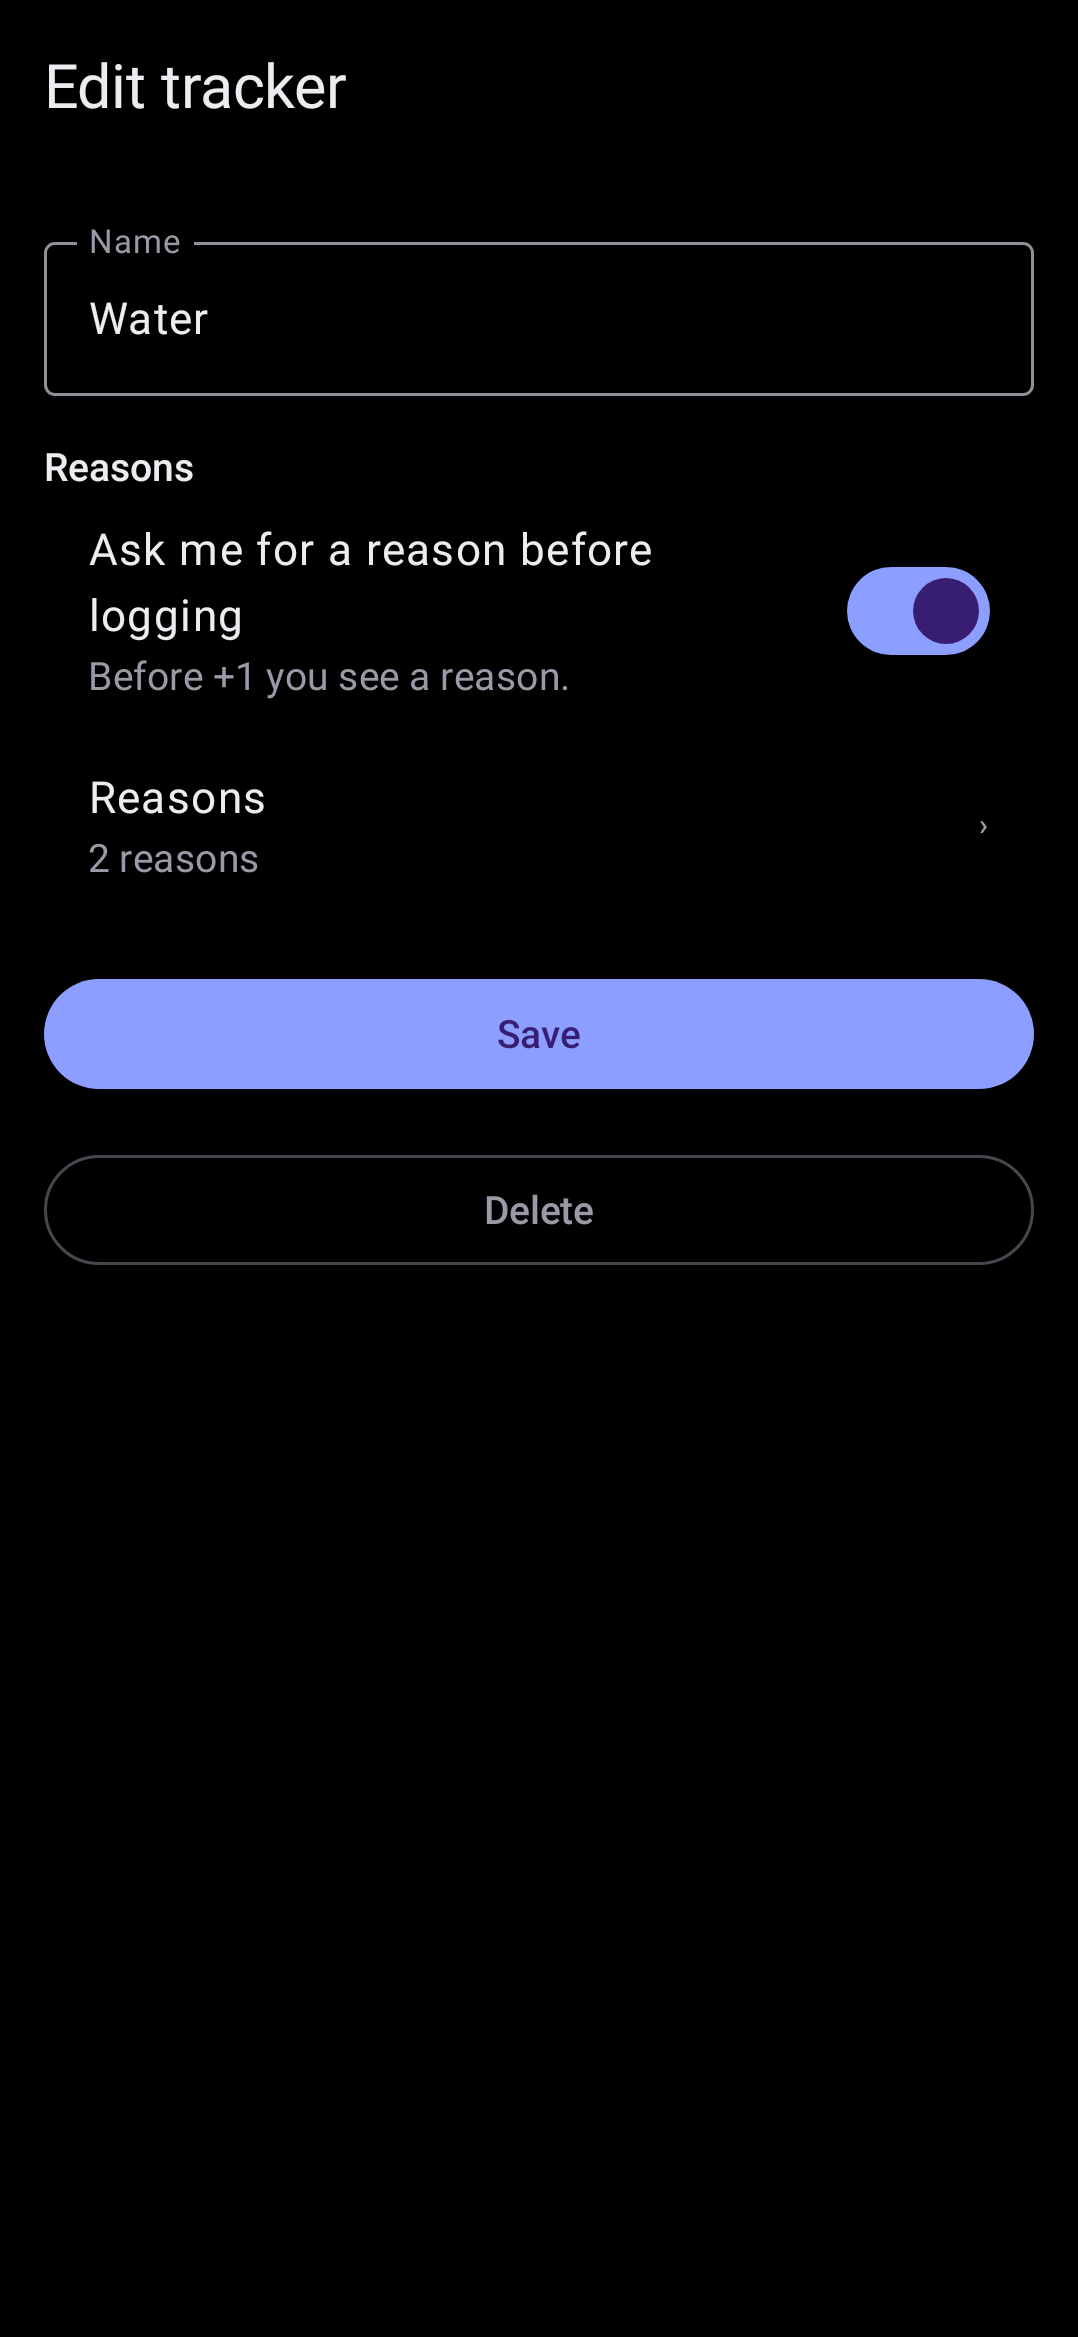 Edit tracker
Name
Water
Reasons
Ask me for a reason before
logging
Before +1 you see a reason.
Reasons
2 reasons
›
Save
Delete